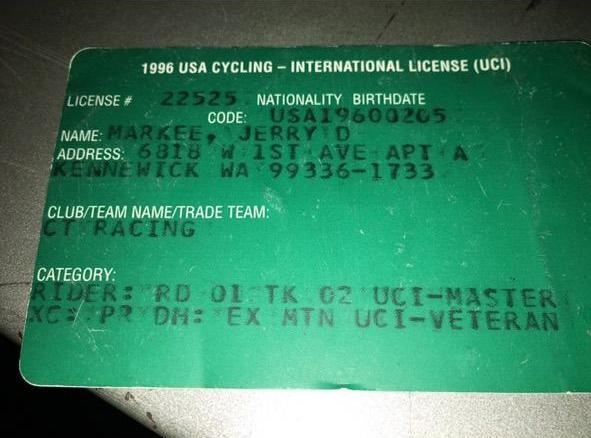 1996 USA CYCLING – INTERNATIONAL LICENSE (UCI)
LICENSE # 22525 NATIONALITY BIRTHDATE
CODE: USA19600205
NAME: MARKEE, JERRY D
ADDRESS: 6818 W 1ST AVE APT A
KENNEWICK WA 99336-1733
CLUB/TEAM NAME/TRADE TEAM:
CT RACING
CATEGORY:
RIDER: RD 01 TK 02 UCI-MASTER
XC: PR DH: EX MTN UCI-VETERAN